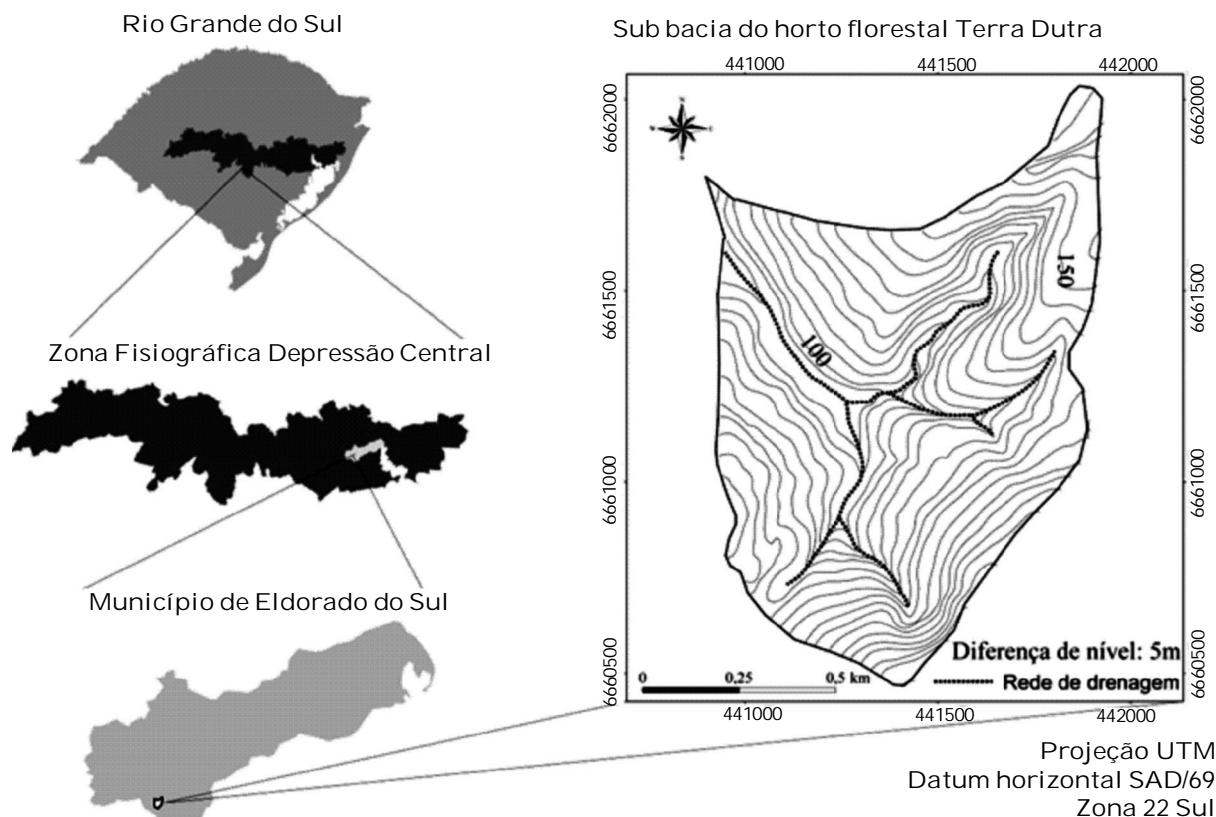 Rio Grande do Sul
Zona Fisiográfica Depressão Central
Município de Eldorado do Sul
Sub bacia do horto florestal Terra Dutra
441000 441500 442000
6662000
6661500
6661000
6660500
N
100
150
6662000
6661500
6661000
6660500
Diferença de nível: 5m
0 0,25 0,5 km
Rede de drenagem
441000 441500 442000
Projeção UTM
Datum horizontal SAD/69
Zona 22 Sul